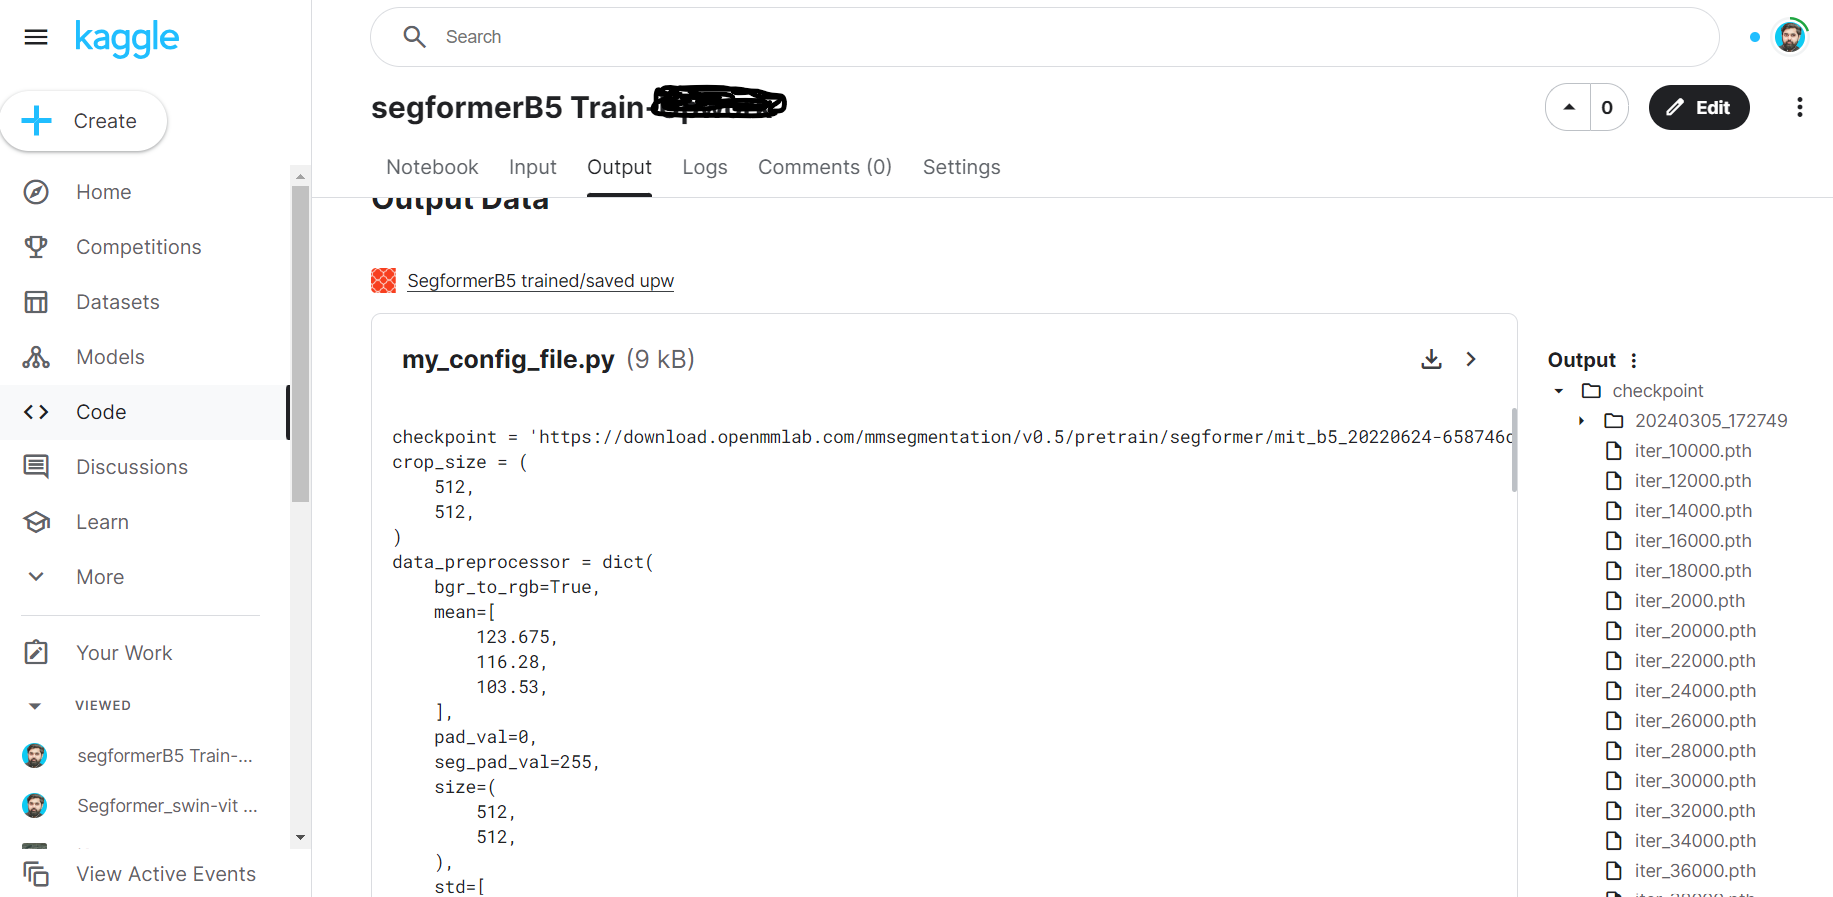 kaggle
Search
Create
Home
Competitions
Datasets
Models
Code
Discussions
Learn
More
Your Work
VIEWED
segformerB5 Train-...
Segformer_swin-vit ...
View Active Events
segformerB5 Train-
0
Edit
Notebook Input Output Logs Comments (0) Settings
Output Data
SegformerB5 trained/saved upw
my_config_file.py (9 kB)
checkpoint = 'https://download.openmmlab.com/mmsegmentation/v0.5/pretrain/segformer/mit_b5_20220624-658746d
crop_size = (
512,
512,
)
data_preprocessor = dict(
bgr_to_rgb=True,
mean=[
123.675,
116.28,
103.53,
],
pad_val=0,
seg_pad_val=255,
size=(
512,
512,
),
std=[
Output
checkpoint
20240305_172749
iter_10000.pth
iter_12000.pth
iter_14000.pth
iter_16000.pth
iter_18000.pth
iter_2000.pth
iter_20000.pth
iter_22000.pth
iter_24000.pth
iter_26000.pth
iter_28000.pth
iter_30000.pth
iter_32000.pth
iter_34000.pth
iter_36000.pth